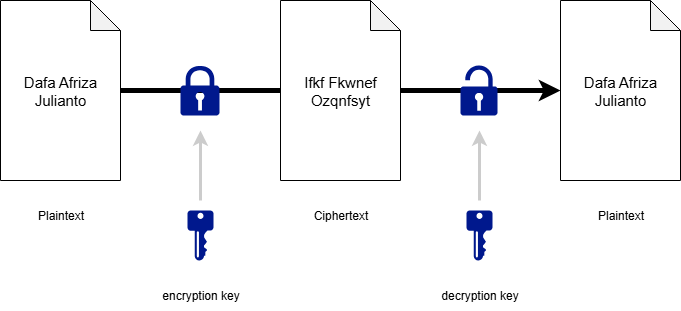 Dafa Afriza
Julianto
Ifkf Fkwnef
Ozqnfsyt
Dafa Afriza
Julianto
Plaintext
Ciphertext
Plaintext
encryption key
decryption key